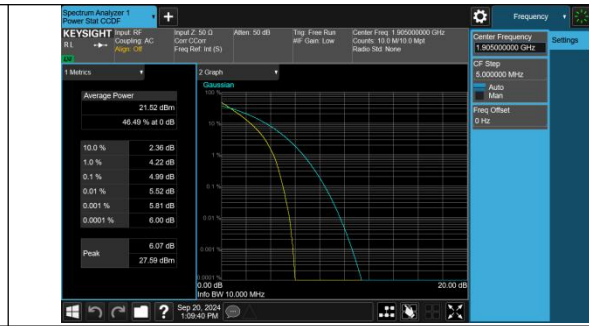 Spectrum Analyzer 1
Power Stat CCDF
Frequency
KEYSIGHT
Input: RF
Coupling: AC
Align: Off
Input Z: 50 Ω
Corr CCorr
Freq Ref: Int (S)
Atten: 50 dB
Trig: Free Run
#IF Gain: Low
Center Freq: 1.905000000 GHz
Counts: 10.0 M/10.0 Mpt
Radio Std: None
Center Frequency
1.905000000 GHz
Settings
CF Step
5.000000 MHz
Auto
Man
Freq Offset
0 Hz
1 Metrics
Average Power
21.52 dBm
46.49 % at 0 dB
10.0 % 2.36 dB
1.0 % 4.22 dB
0.1 % 4.99 dB
0.01 % 5.52 dB
0.001 % 5.81 dB
0.0001 % 6.00 dB
Peak
6.07 dB
27.59 dBm
2 Graph
Gaussian
100 %
10 %
1 %
0.1 %
0.01 %
0.001 %
0.0001 %
0.00 dB
20.00 dB
Info BW 10.000 MHz
Sep 20, 2024
1:09:40 PM